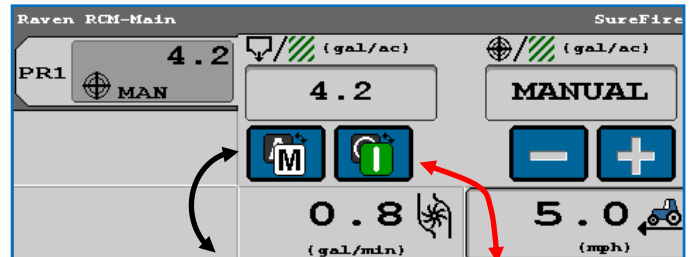 Raven RCM-Main SureFire
PR1 4.2 MAN
(gal/ac) (gal/ac)
4.2 MANUAL
A M O I − +
0.8 5.0
(gal/min) (mph)